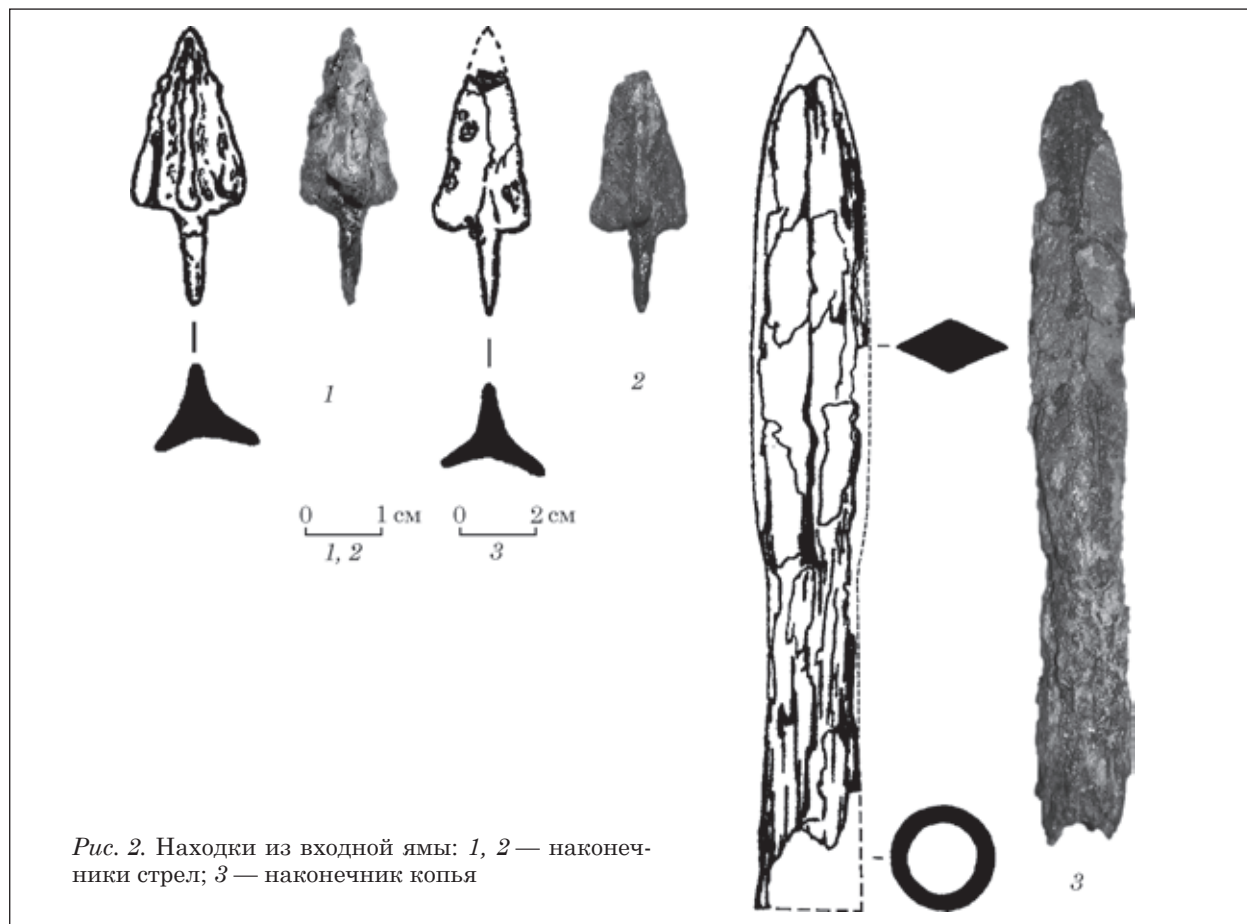 1
2
0 1 см 0 2 см
1, 2 3
Рис. 2. Находки из входной ямы: 1, 2 — наконеч-
ники стрел; 3 — наконечник копья
3